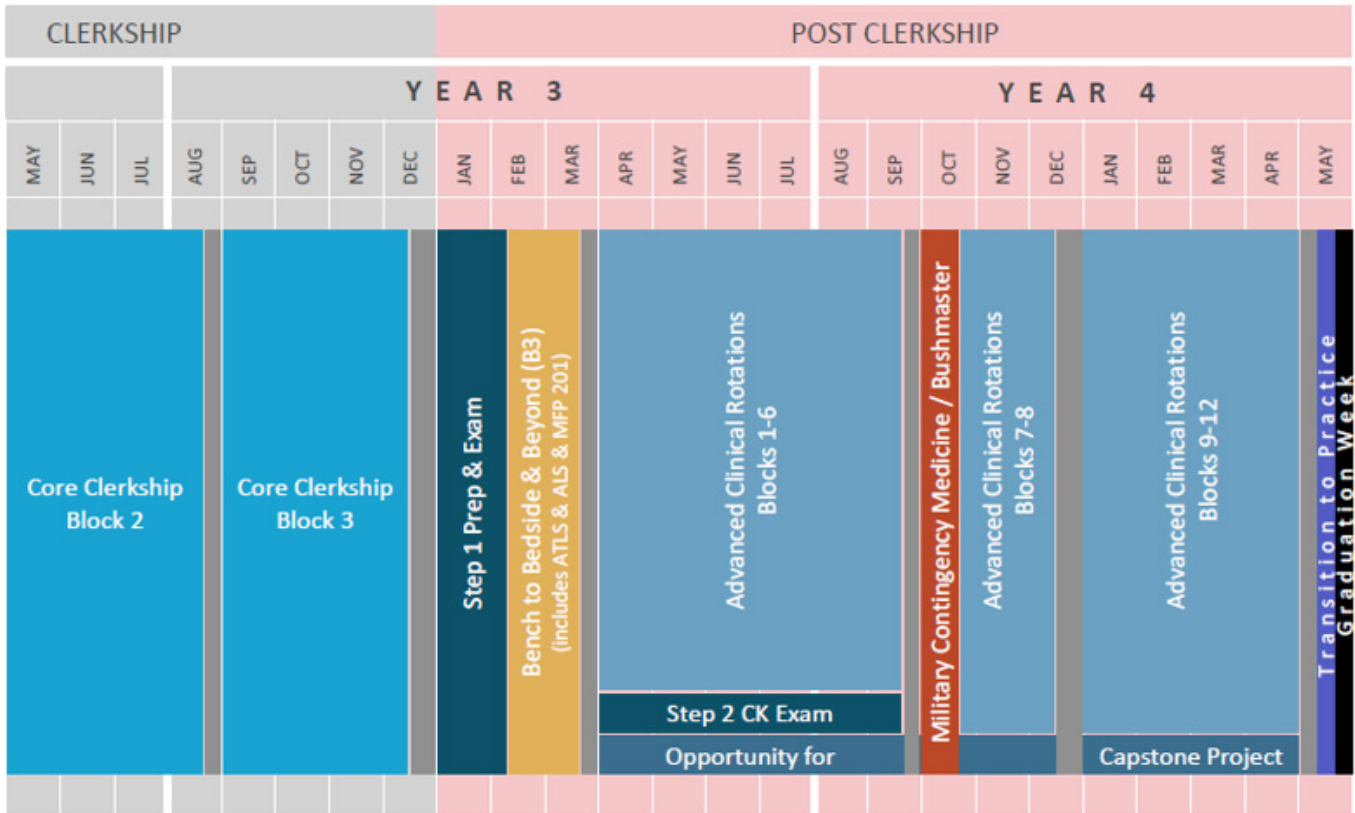 CLERKSHIP
POST CLERKSHIP
YEAR 3
YEAR 4
MAY
JUN
JUL
AUG
SEP
OCT
NOV
DEC
JAN
FEB
MAR
APR
MAY
JUN
JUL
AUG
SEP
OCT
NOV
DEC
JAN
FEB
MAR
APR
MAY
Core Clerkship
Block 2
Core Clerkship
Block 3
Step 1 Prep & Exam
Bench to Bedside & Beyond (B3)
(includes ATLS & ALS & MFP 201)
Advanced Clinical Rotations
Blocks 1-6
Step 2 CK Exam
Opportunity for
Military Contingency Medicine / Bushmaster
Advanced Clinical Rotations
Blocks 7-8
Advanced Clinical Rotations
Blocks 9-12
Capstone Project
Transition to Practice
Graduation Week